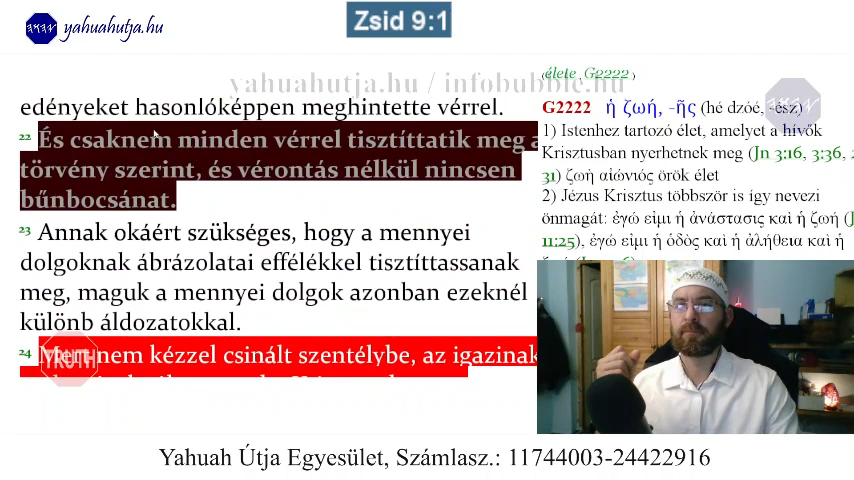 yahuahutja.hu
Zsid 9:1
yahuahutja.hu / infobubble.hu
edényeket hasonlóképpen meghintette vérrel.
22 És csaknem minden vérrel tisztíttatik meg a
törvény szerint, és vérontás nélkül nincsen
bűnbocsánat.
23 Annak okáért szükséges, hogy a mennyei
dolgoknak ábrázolatai effélékkel tisztíttassanak
meg, maguk a mennyei dolgok azonban ezeknél
különb áldozatokkal.
24 Mert nem kézzel csinált szentélybe, az igazinak
YRUTH
(élete G2222)
G2222 ἡ ζωή, -ῆς (hé dzóé, -ész)
1) Istenhez tartozó élet, amelyet a hívők
Krisztusban nyerhetnek meg (Jn 3:16, 3:36,
31) ζωὴ αἰώνιός örök élet
2) Jézus Krisztus többször is így nevezi
önmagát: ἐγώ εἰμι ἡ ἀνάστασις καὶ ἡ ζωή (J
11:25), ἐγώ εἰμι ἡ ὁδὸς καὶ ἡ ἀλήθεια καὶ ἡ
Yahuah Útja Egyesület, Számlasz.: 11744003-24422916